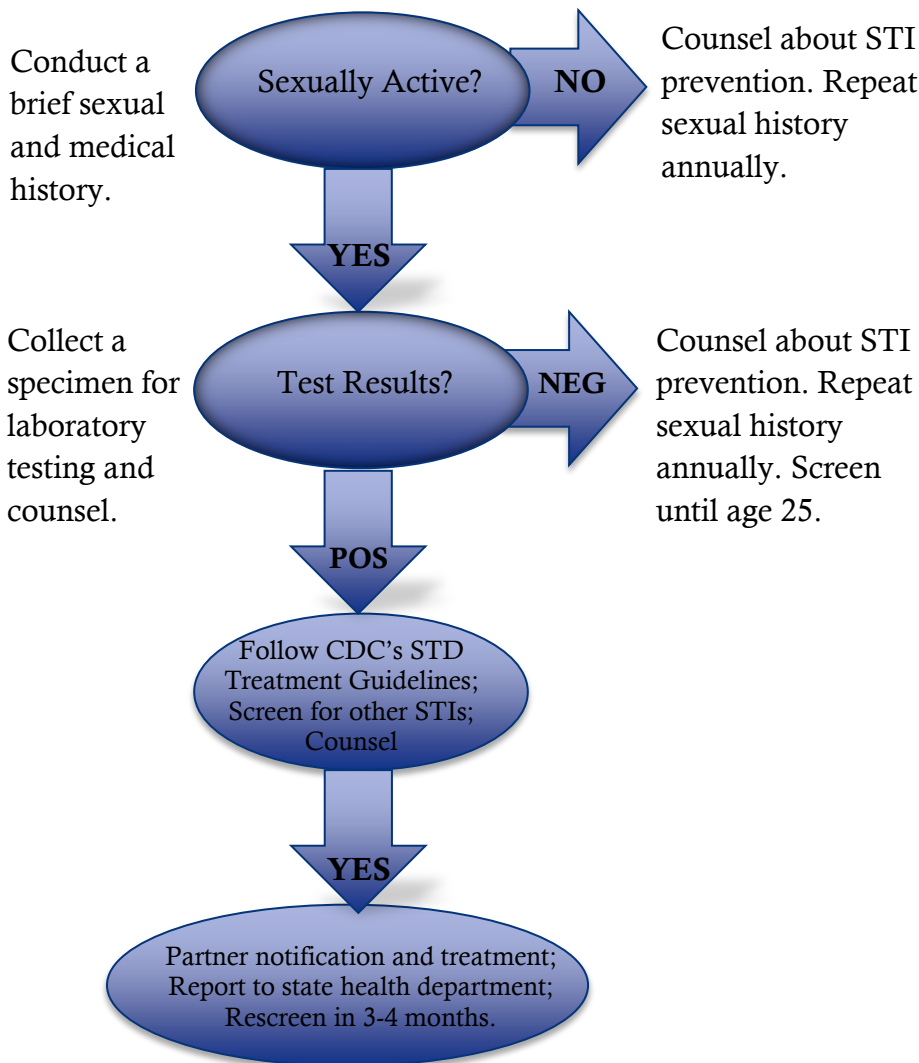 Conduct a
brief sexual
and medical
history.
Sexually Active?
NO
Counsel about STI
prevention. Repeat
sexual history
annually.
YES
Collect a
specimen for
laboratory
testing and
counsel.
Test Results?
NEG
Counsel about STI
prevention. Repeat
sexual history
annually. Screen
until age 25.
POS
Follow CDC’s STD
Treatment Guidelines;
Screen for other STIs;
Counsel
YES
Partner notification and treatment;
Report to state health department;
Rescreen in 3-4 months.